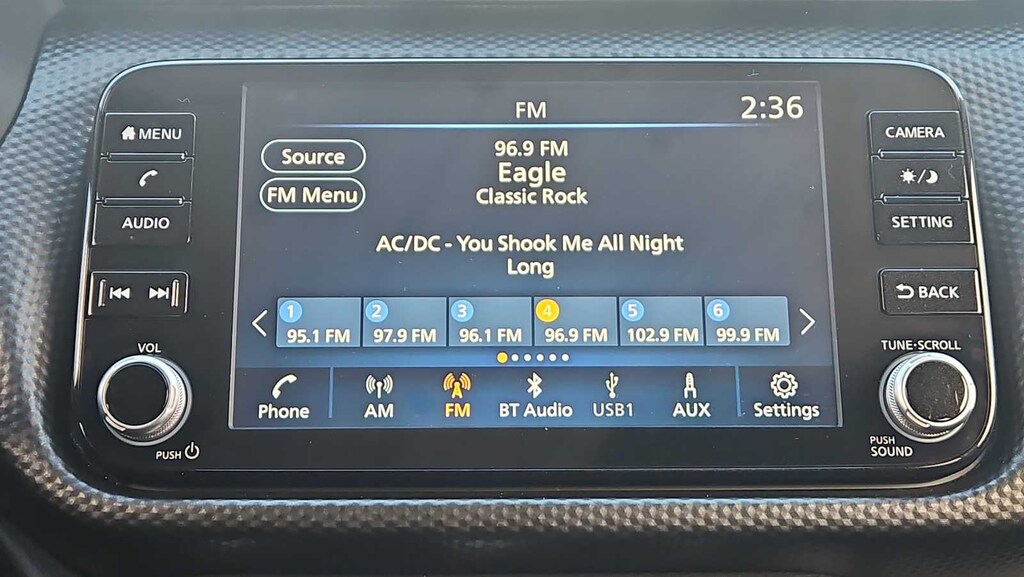 FM
2:36
MENU
CAMERA
Source
96.9 FM
Eagle
FM Menu
Classic Rock
AUDIO
SETTING
AC/DC - You Shook Me All Night
Long
BACK
1 2 3 4 5 6
95.1 FM 97.9 FM 96.1 FM 96.9 FM 102.9 FM 99.9 FM
VOL
TUNE·SCROLL
Phone AM FM BT Audio USB1 AUX Settings
PUSH
PUSH
SOUND